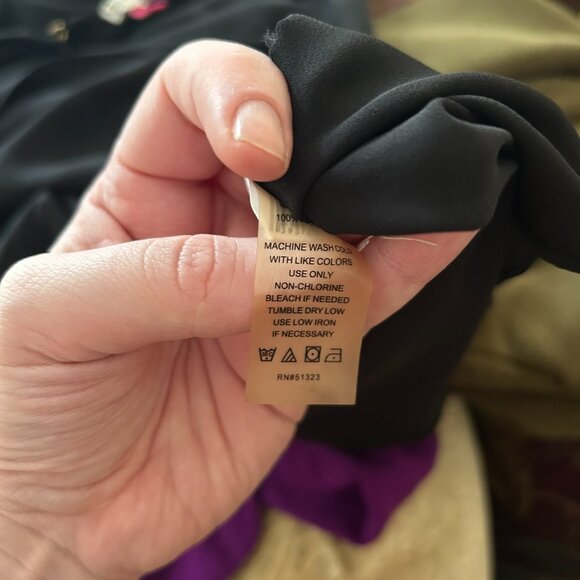 100%
MACHINE WASH COLD
WITH LIKE COLORS
USE ONLY
NON-CHLORINE
BLEACH IF NEEDED
TUMBLE DRY LOW
USE LOW IRON
IF NECESSARY
RN#51323